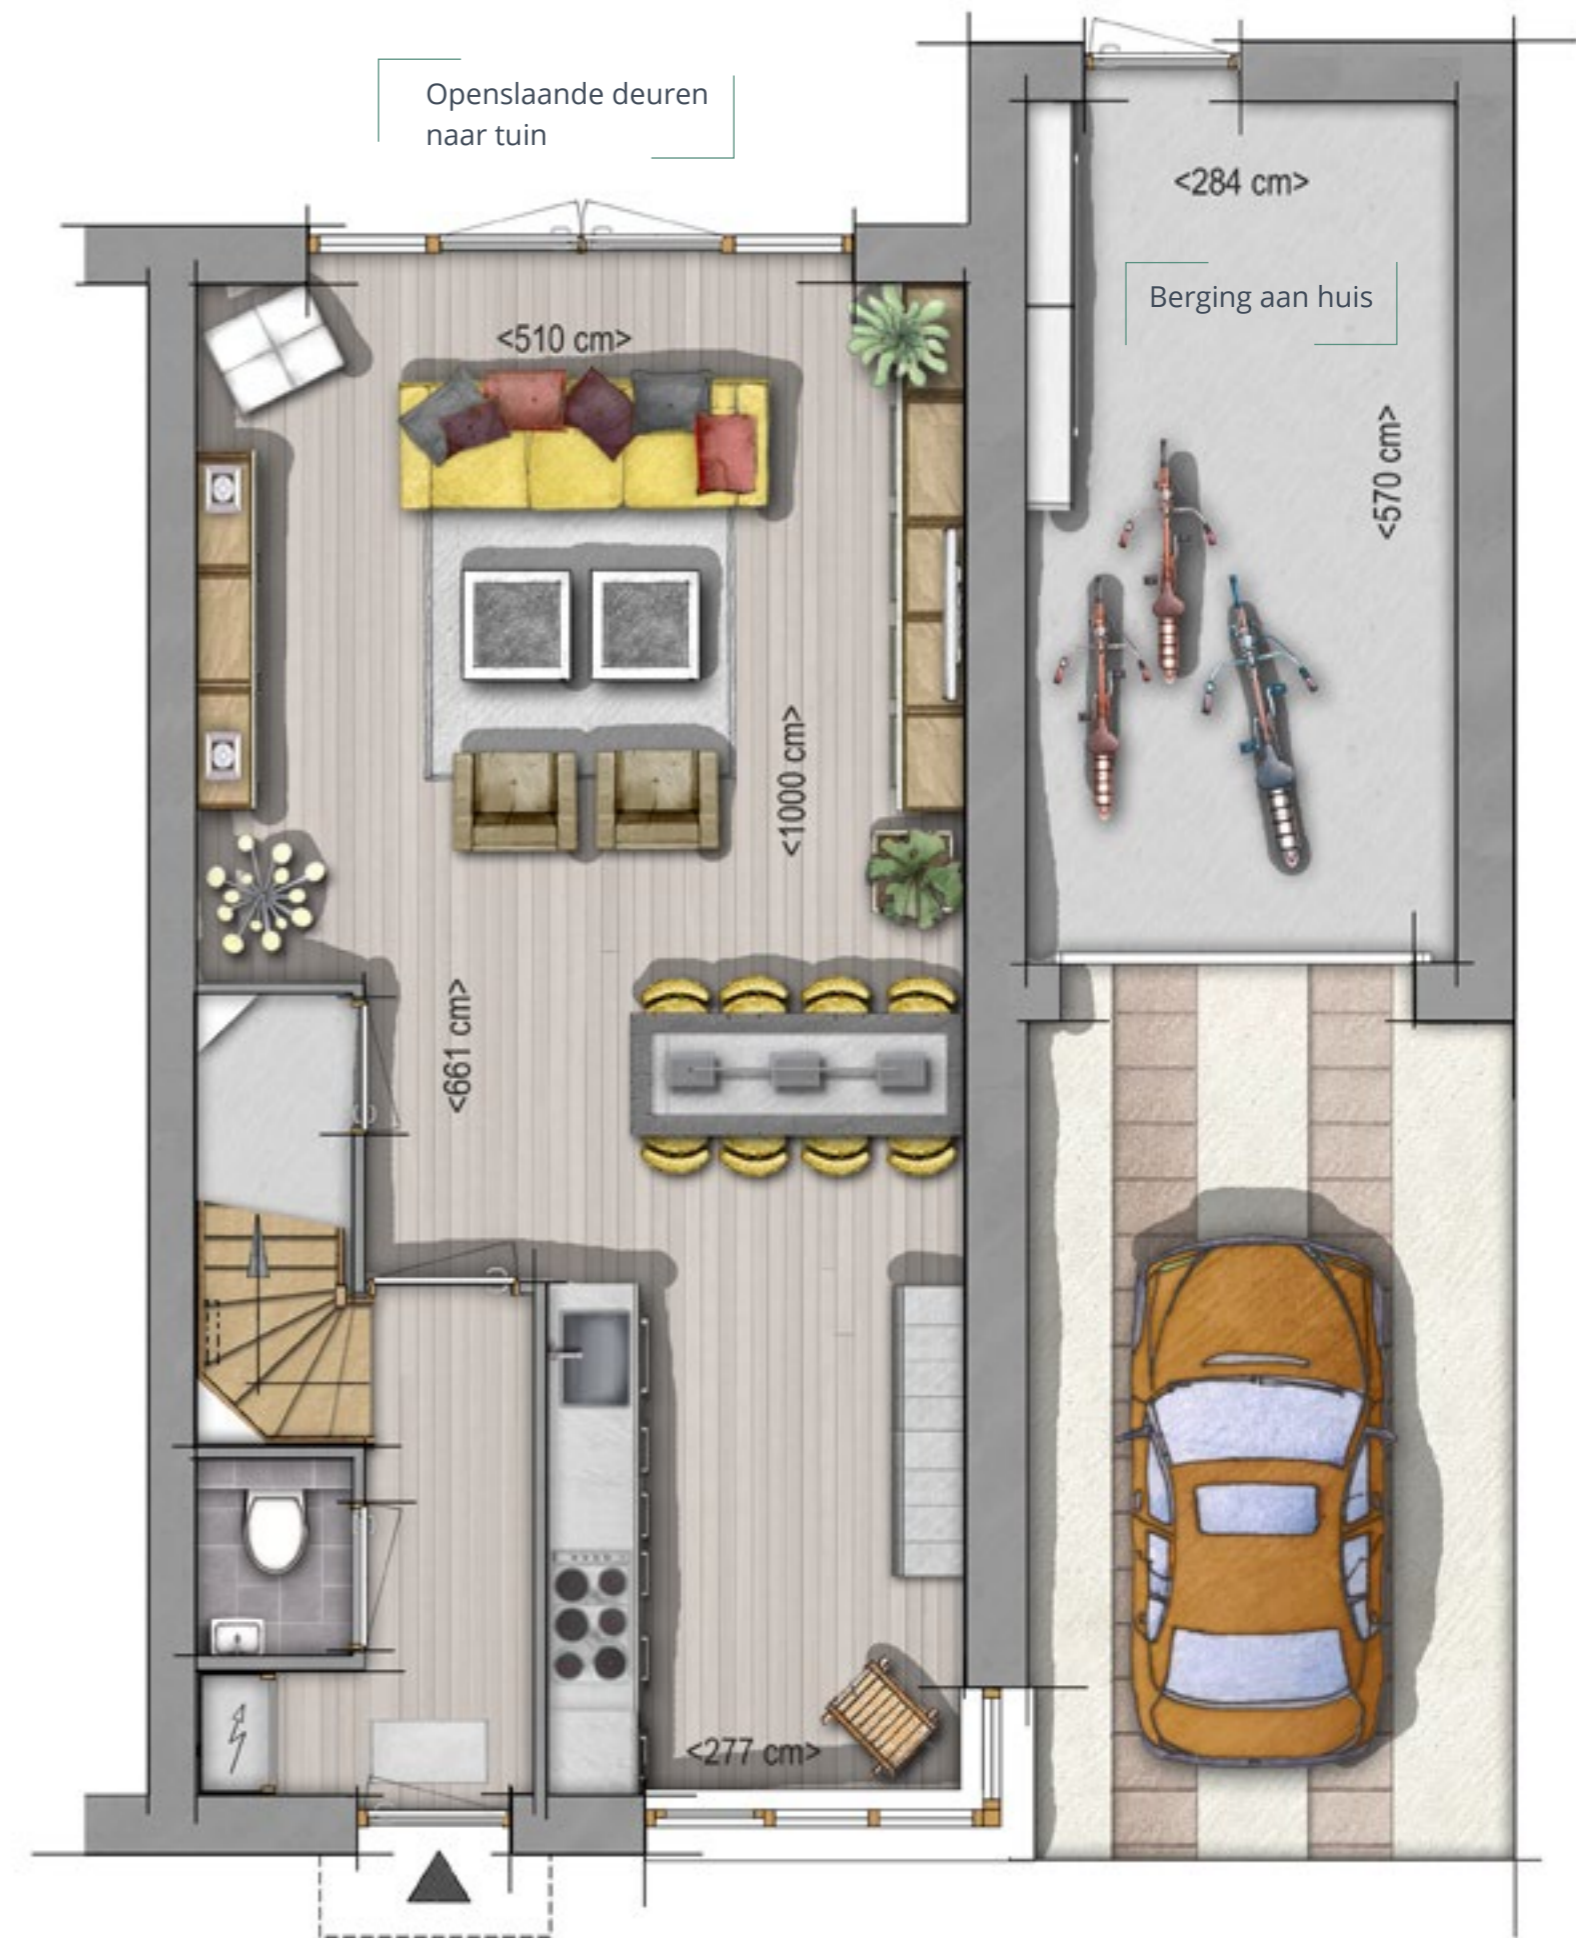 Openslaande deuren
naar tuin
<284 cm>
Berging aan huis
<510 cm>
<570 cm>
<1000 cm>
<661 cm>
<277 cm>